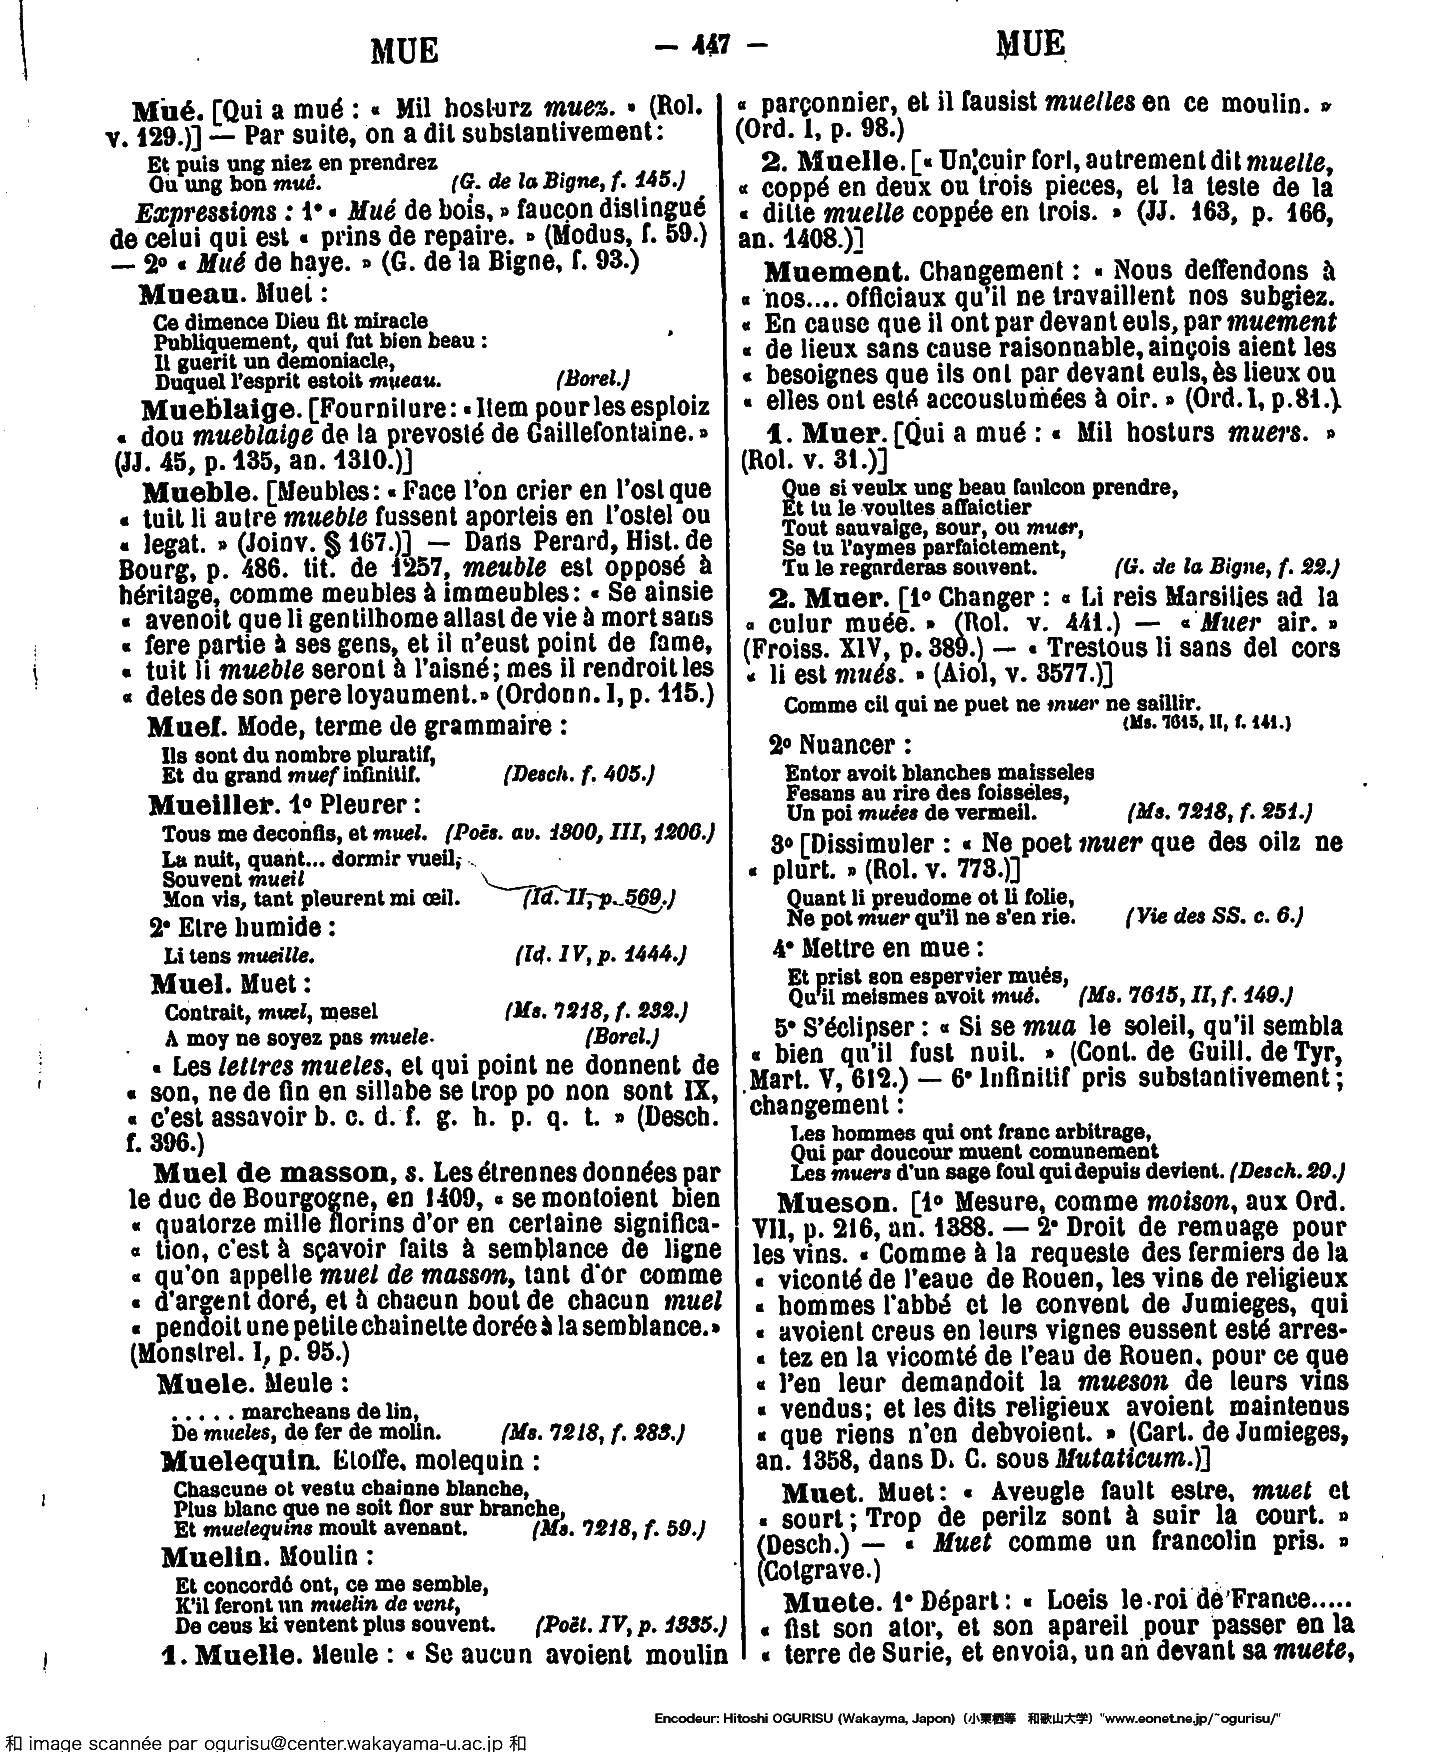 MUE — 447 — MUE
Mué. [Qui a mué : « Mil hosturz muez. » (Rol.
v. 129.)] — Par suite, on a dit substantivement :
Et puis ung niez en prendrez
Ou ung bon mué. (G. de la Bigne, f. 145.)
Expressions : 1° « Mué de bois, » faucon distingué
de celui qui est « prins de repaire. » (Modus, f. 59.)
— 2° « Mué de haye. » (G. de la Bigne, f. 93.)
Mueau. Muet :
Ce dimence Dieu fit miracle
Publiquement, qui fut bien beau :
Il guerit un demoniacle,
Duquel l'esprit estoit mueau. (Borel.)
Mueblaige. [Fourniture : « Item pour les esploiz
« dou mueblaige de la prevosté de Gaillefontaine. »
(JJ. 45, p. 135, an. 1310.)]
Mueble. [Meubles : « Face l'on crier en l'ost que
« tuit li autre mueble fussent aporteis en l'ostel ou
« legat. » (Joinv. § 167.)] — Dans Perard, Hist. de
Bourg, p. 486. tit. de 1257, meuble est opposé à
héritage, comme meubles à immeubles : « Se ainsie
« avenoit que li gentilhome allast de vie à mort sans
« fere partie à ses gens, et il n'eust point de fame,
« tuit li mueble seront à l'aisné ; mes il rendroit les
« detes de son pere loyaument. » (Ordonn. I, p. 115.)
Muef. Mode, terme de grammaire :
Ils sont du nombre pluratif,
Et du grand muef infinitif. (Desch. f. 405.)
Mueiller. 1° Pleurer :
Tous me deconfis, et muel. (Poës. av. 1300, III, 1206.)
La nuit, quant... dormir vueil,
Souvent mueil
Mon vis, tant pleurent mi œil. (Id. II, p. 569.)
2° Etre humide :
Li tens mueille. (Id. IV, p. 1444.)
Muel. Muet :
Contrait, muel, mesel (Ms. 7218, f. 232.)
A moy ne soyez pas muele. (Borel.)
« Les lettres mueles, et qui point ne donnent de
« son, ne de fin en sillabe se trop po non sont IX,
« c'est assavoir b. c. d. f. g. h. p. q. t. » (Desch.
f. 396.)
Muel de masson, s. Les étrennes données par
le duc de Bourgogne, en 1409, « se montoient bien
« quatorze mille florins d'or en certaine significa-
« tion, c'est à sçavoir faits à semblance de ligne
« qu'on appelle muel de masson, tant d'or comme
« d'argent doré, et à chacun bout de chacun muel
« pendoit une petite chainette dorée à la semblance. »
(Monstrel. I, p. 95.)
Muele. Meule :
..... marcheans de lin,
De mueles, de fer de molin. (Ms. 7218, f. 283.)
Muelequin. Etoffe, molequin :
Chascune ot vestu chainne blanche,
Plus blanc que ne soit flor sur branche,
Et muelequins moult avenant. (Ms. 7218, f. 59.)
Muelin. Moulin :
Et concordé ont, ce me semble,
K'il feront un muelin de vent,
De ceus ki ventent plus souvent. (Poët. IV, p. 1335.)
1. Muelle. Meule : « Se aucun avoient moulin
« parçonnier, et il fausist muelles en ce moulin. »
(Ord. I, p. 98.)
2. Muelle. [« Un cuir fort, autrement dit muelle,
« coppé en deux ou trois pieces, et la teste de la
« ditte muelle coppée en trois. » (JJ. 163, p. 166,
an. 1408.)]
Muement. Changement : « Nous deffendons à
« nos.... officiaux qu'il ne travaillent nos subgiez.
« En cause que il ont par devant euls, par muement
« de lieux sans cause raisonnable, ainçois aient les
« besoignes que ils ont par devant euls, ès lieux ou
« elles ont esté accoustumées à oir. » (Ord. I, p. 81.)
1. Muer. [Qui a mué : « Mil hosturs muers. »
(Rol. v. 31.)]
Que si veulx ung beau faulcon prendre,
Et tu le voultes affaictier
Tout sauvaige, sour, ou muer,
Se tu l'aymes parfaictement,
Tu le regarderas souvent. (G. de la Bigne, f. 22.)
2. Muer. [1° Changer : « Li reis Marsilies ad la
« culur muée. » (Rol. v. 441.) — « Muer air. »
(Froiss. XIV, p. 389.) — « Trestous li sans del cors
« li est mués. » (Aiol, v. 3577.)]
Comme cil qui ne puet ne muer ne saillir.
(Ms. 7615, II, f. 141.)
2° Nuancer :
Entor avoit blanches maisseles
Fesans au rire des foisseles,
Un poi muées de vermeil. (Ms. 7218, f. 251.)
3° [Dissimuler : « Ne poet muer que des oilz ne
« plurt. » (Rol. v. 773.)]
Quant li preudome ot li folie,
Ne pot muer qu'il ne s'en rie. (Vie des SS. c. 6.)
4° Mettre en mue :
Et prist son espervier mués,
Qu'il meismes avoit mué. (Ms. 7615, II, f. 149.)
5° S'éclipser : « Si se mua le soleil, qu'il sembla
« bien qu'il fust nuit. » (Cont. de Guill. de Tyr,
Mart. V, 612.) — 6° Infinitif pris substantivement ;
changement :
Les hommes qui ont franc arbitrage,
Qui par doucour muent comunement
Les muers d'un sage foul qui depuis devient. (Desch. 29.)
Mueson. [1° Mesure, comme moison, aux Ord.
VII, p. 216, an. 1388. — 2° Droit de remuage pour
les vins. « Comme à la requeste des fermiers de la
« viconté de l'eaue de Rouen, les vins de religieux
« hommes l'abbé et le convent de Jumieges, qui
« avoient creus en leurs vignes eussent esté arres-
« tez en la vicomté de l'eau de Rouen, pour ce que
« l'en leur demandoit la mueson de leurs vins
« vendus ; et les dits religieux avoient maintenus
« que riens n'en debvoient. » (Cart. de Jumieges,
an. 1358, dans D. C. sous Mutaticum.)]
Muet. Muet : « Aveugle fault estre, muet et
« sourt ; Trop de perilz sont à suir la court. »
(Desch.) — « Muet comme un francolin pris. »
(Cotgrave.)
Muete. 1° Départ : « Loeis le roi de France.....
« fist son ator, et son apareil pour passer en la
« terre de Surie, et envoia, un an devant sa muete,
Encodeur: Hitoshi OGURISU (Wakayma, Japon) (小栗栖等 和歌山大学) "www.eonet.ne.jp/~ogurisu/"
和 image scannée par ogurisu@center.wakayama-u.ac.jp 和